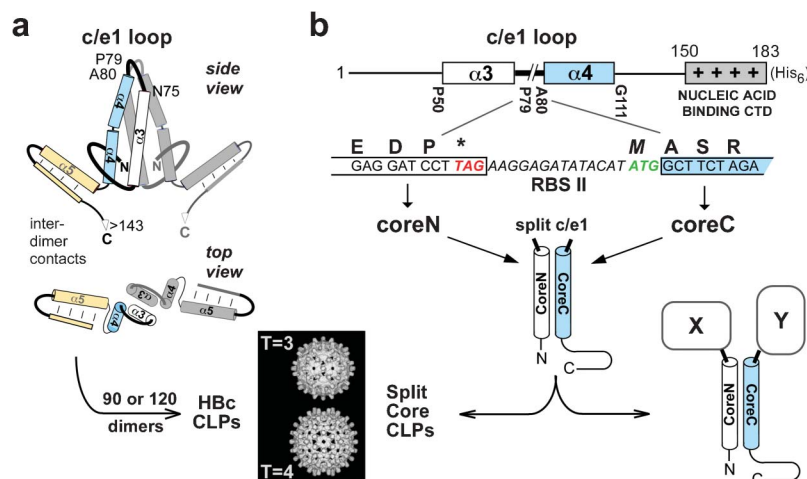 a
c/e1 loop
P79
A80
N75
side
view
α4
α3
α4
N
N
α5
C
>143
C
inter-
dimer
contacts
top
view
α5
α4
α3
α3
α4
α5
90 or 120
dimers
HBc
CLPs
T=3
T=4
b
c/e1 loop
1
α3
α4
150
183
+ + + +
(His6)
NUCLEIC ACID
BINDING CTD
P50
P79
A80
G111
E D P * M A S R
GAG GAT CCT TAG AAGGAGATATACAT ATG GCT TCT AGA
RBS II
coreN
coreC
split c/e1
CoreN
CoreC
N
C
Split
Core
CLPs
X
Y
CoreN
CoreC
N
C